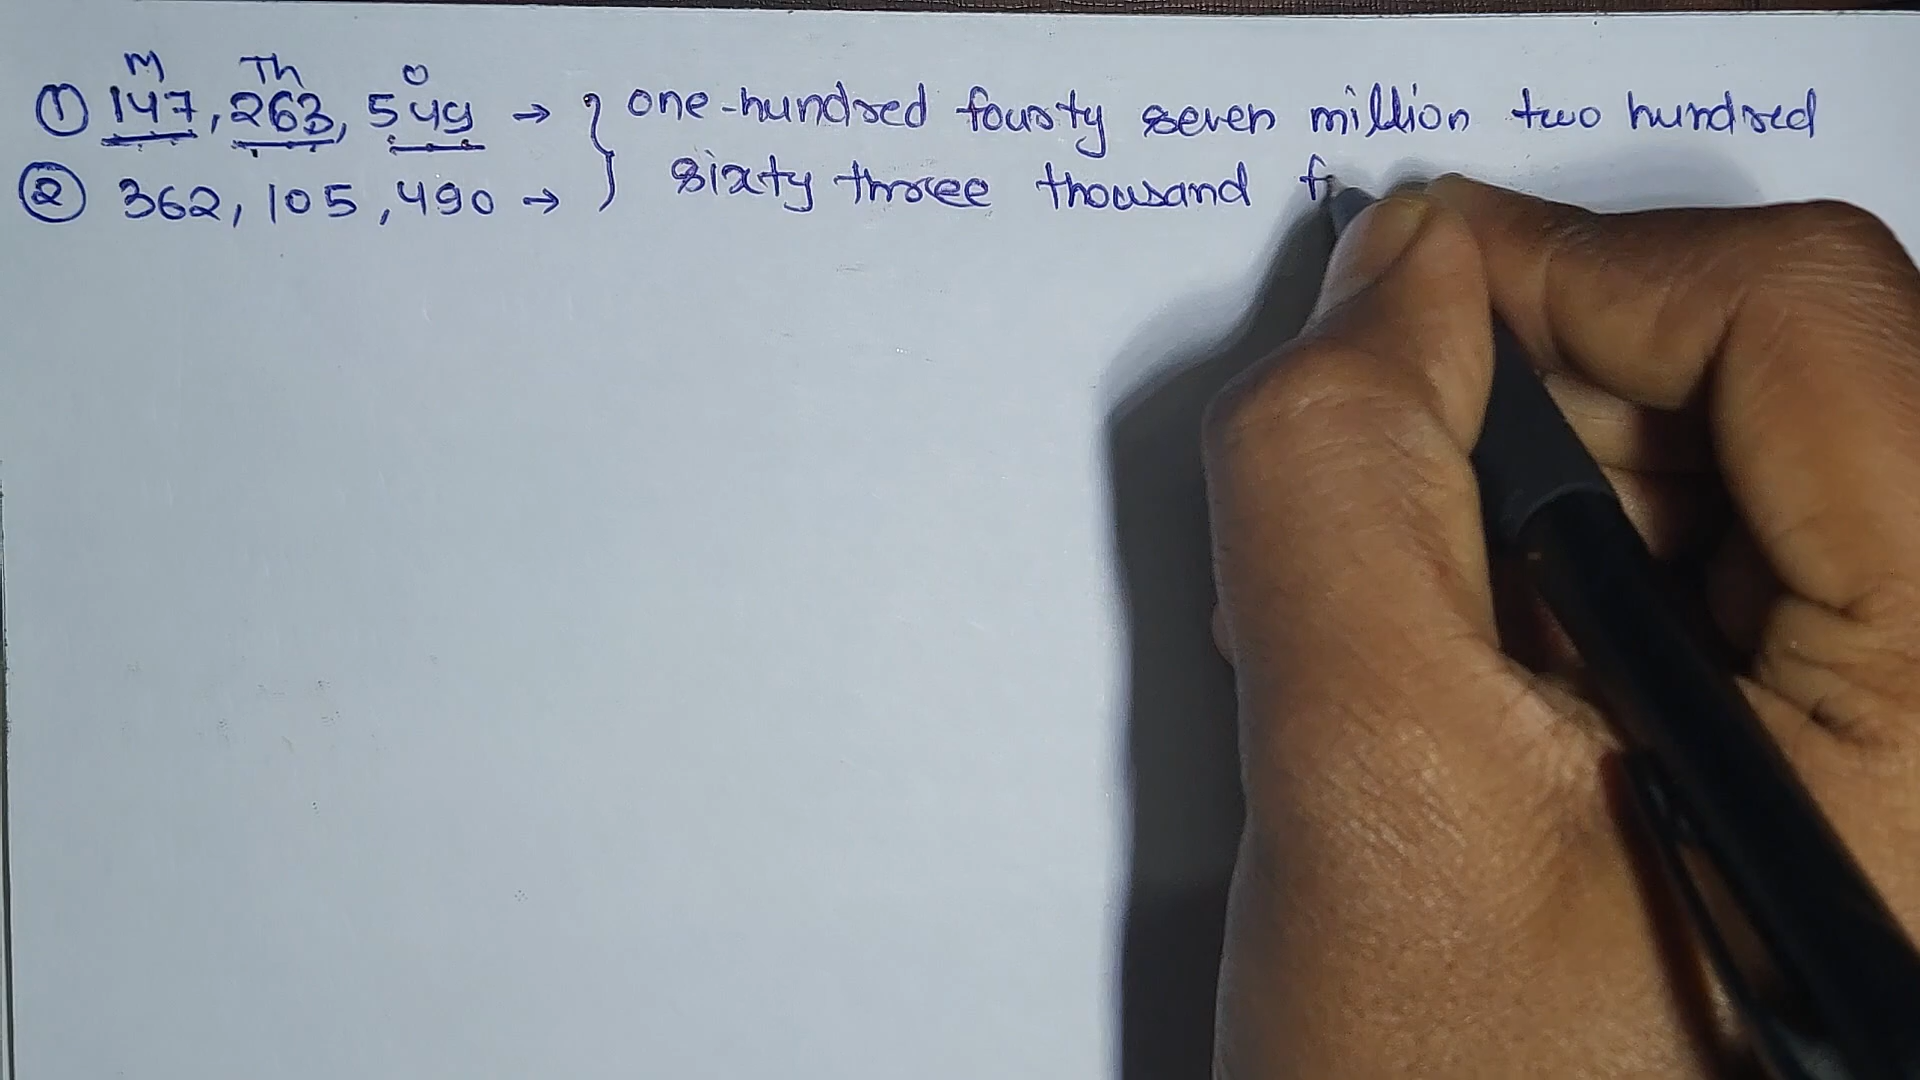 M Th O
① 147, 263, 549 → } one-hundred fourty seven million two hundred
sixty three thousand f
② 362, 105, 490 →